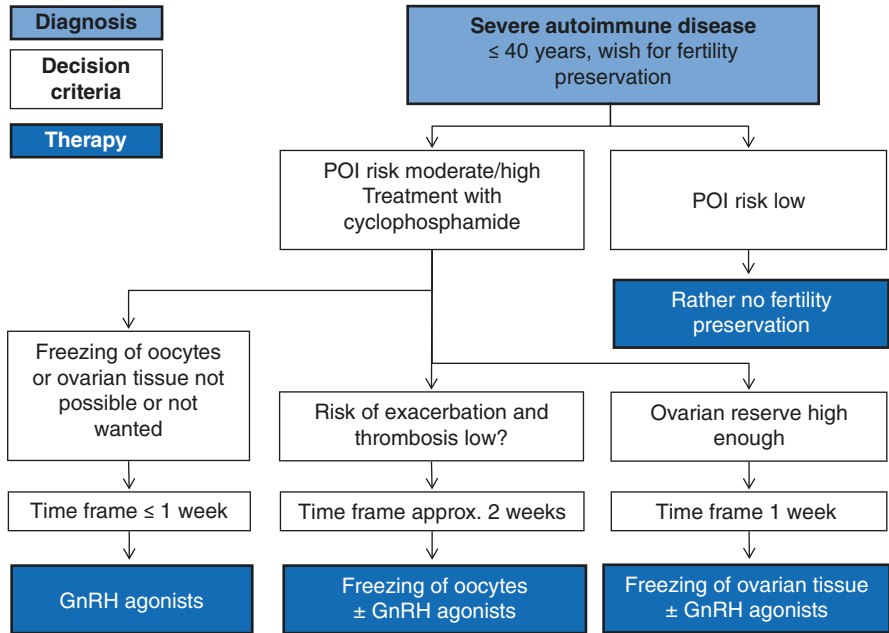 Diagnosis
Decision
criteria
Therapy
Severe autoimmune disease
≤ 40 years, wish for fertility
preservation
POI risk moderate/high
Treatment with
cyclophosphamide
POI risk low
Rather no fertility
preservation
Freezing of oocytes
or ovarian tissue not
possible or not
wanted
Risk of exacerbation and
thrombosis low?
Ovarian reserve high
enough
Time frame ≤ 1 week
Time frame approx. 2 weeks
Time frame 1 week
GnRH agonists
Freezing of oocytes
± GnRH agonists
Freezing of ovarian tissue
± GnRH agonists